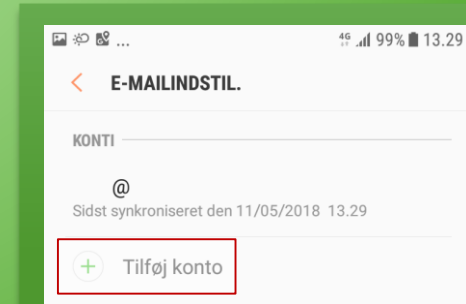 ... 4G 99% 13.29
E-MAILINDSTIL.
KONTI
@
Sidst synkroniseret den 11/05/2018 13.29
Tilføj konto